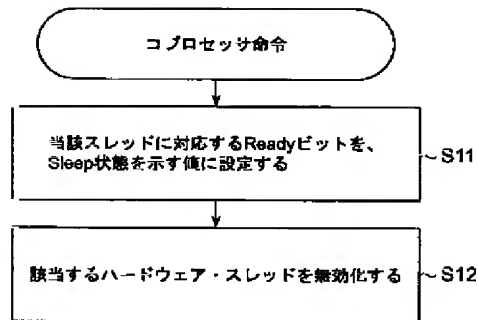 コプロセッサ命令
当該スレッドに対応するReadyビットを、
Sleep状態を示す値に設定する
S11
該当するハードウェア・スレッドを無効化する
S12